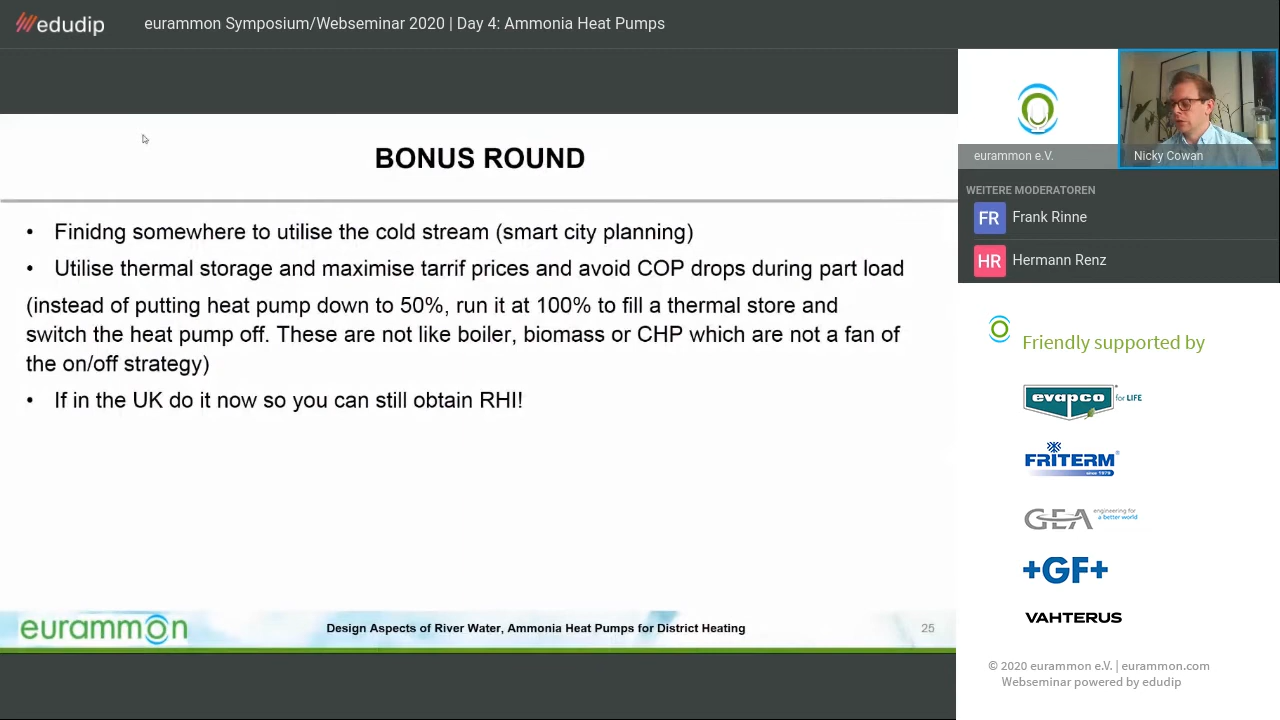 edudip
eurammon Symposium/Webseminar 2020 | Day 4: Ammonia Heat Pumps
BONUS ROUND
• Finidng somewhere to utilise the cold stream (smart city planning)
• Utilise thermal storage and maximise tarrif prices and avoid COP drops during part load
(instead of putting heat pump down to 50%, run it at 100% to fill a thermal store and
switch the heat pump off. These are not like boiler, biomass or CHP which are not a fan of
the on/off strategy)
• If in the UK do it now so you can still obtain RHI!
eurammon
Design Aspects of River Water, Ammonia Heat Pumps for District Heating
25
eurammon e.V.
Nicky Cowan
WEITERE MODERATOREN
FR Frank Rinne
HR Hermann Renz
Friendly supported by
evapco for LIFE
FRITERM
since 1979
GEA engineering for
a better world
+GF+
VAHTERUS
© 2020 eurammon e.V. | eurammon.com
Webseminar powered by edudip